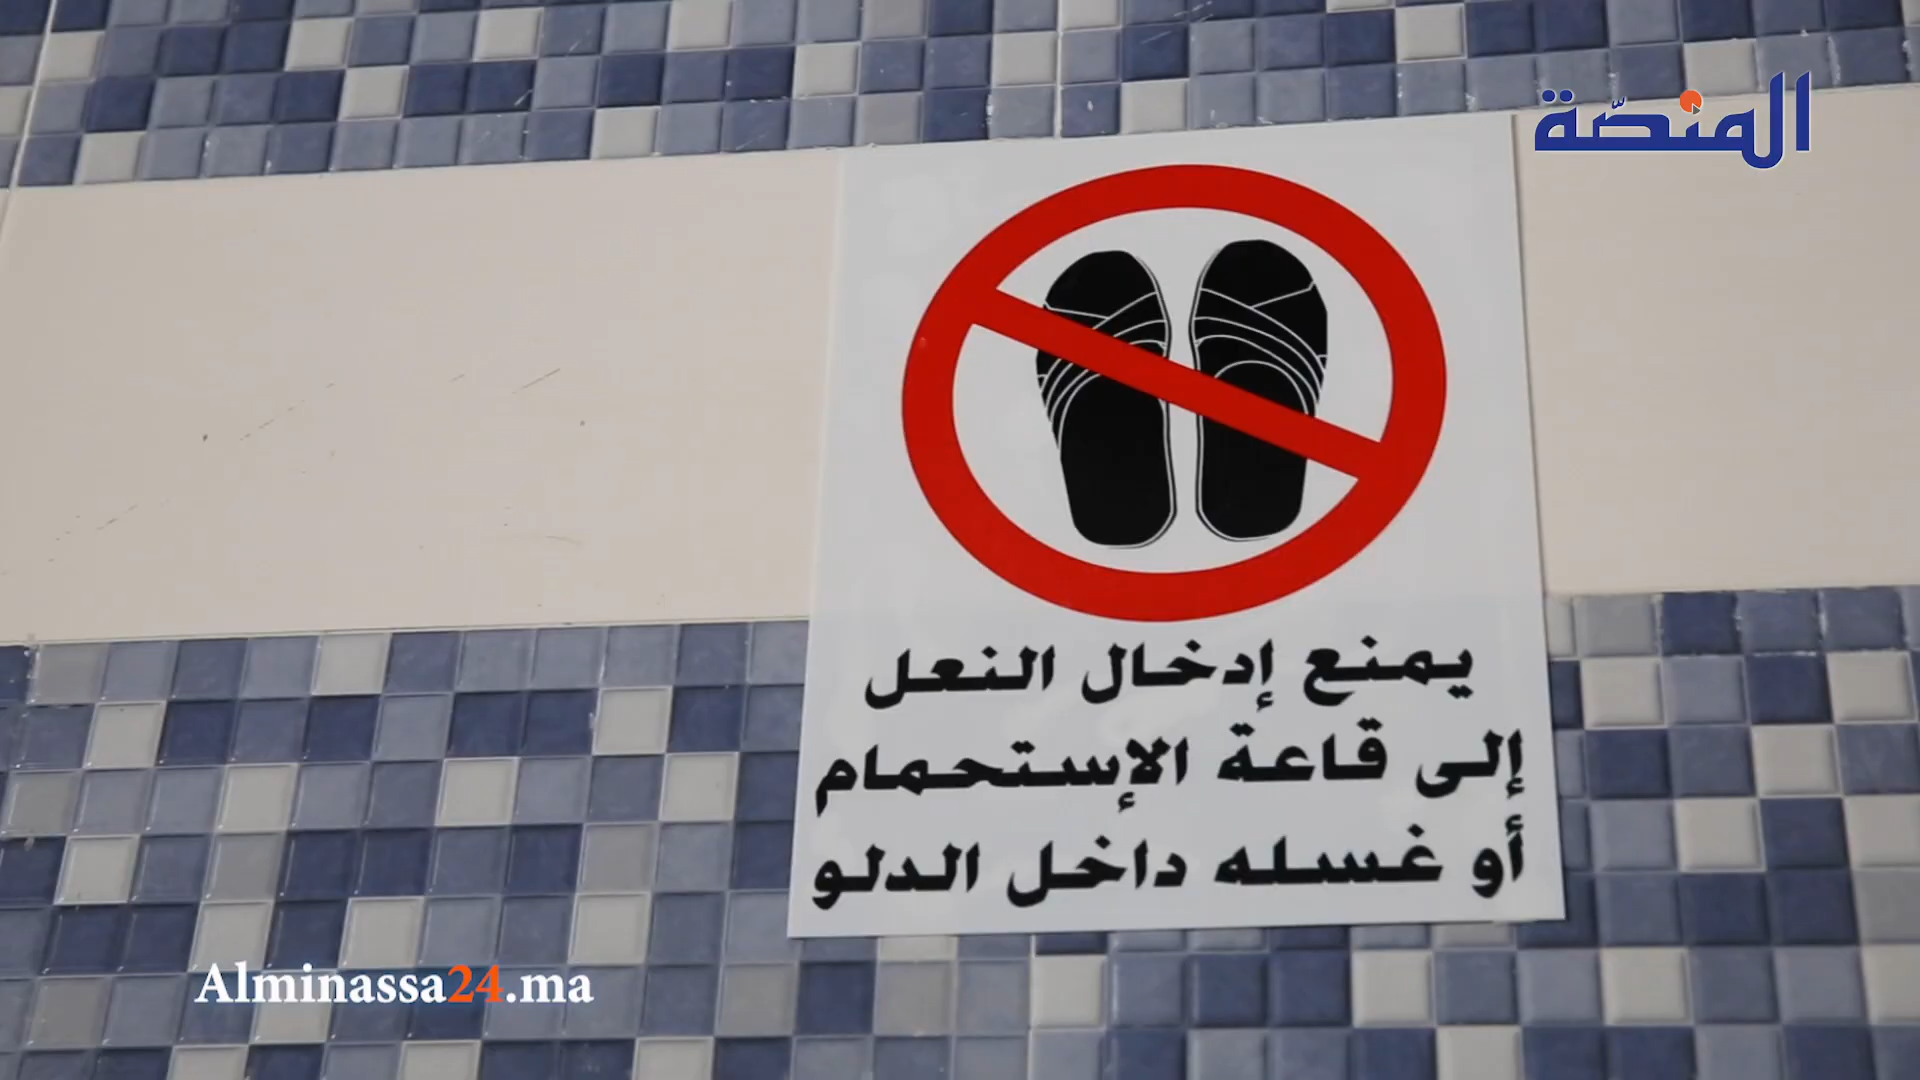 المنصّة
يمنع إدخال النعل
إلى قاعة الإستحمام
أو غسله داخل الدلو
Alminassa24.ma